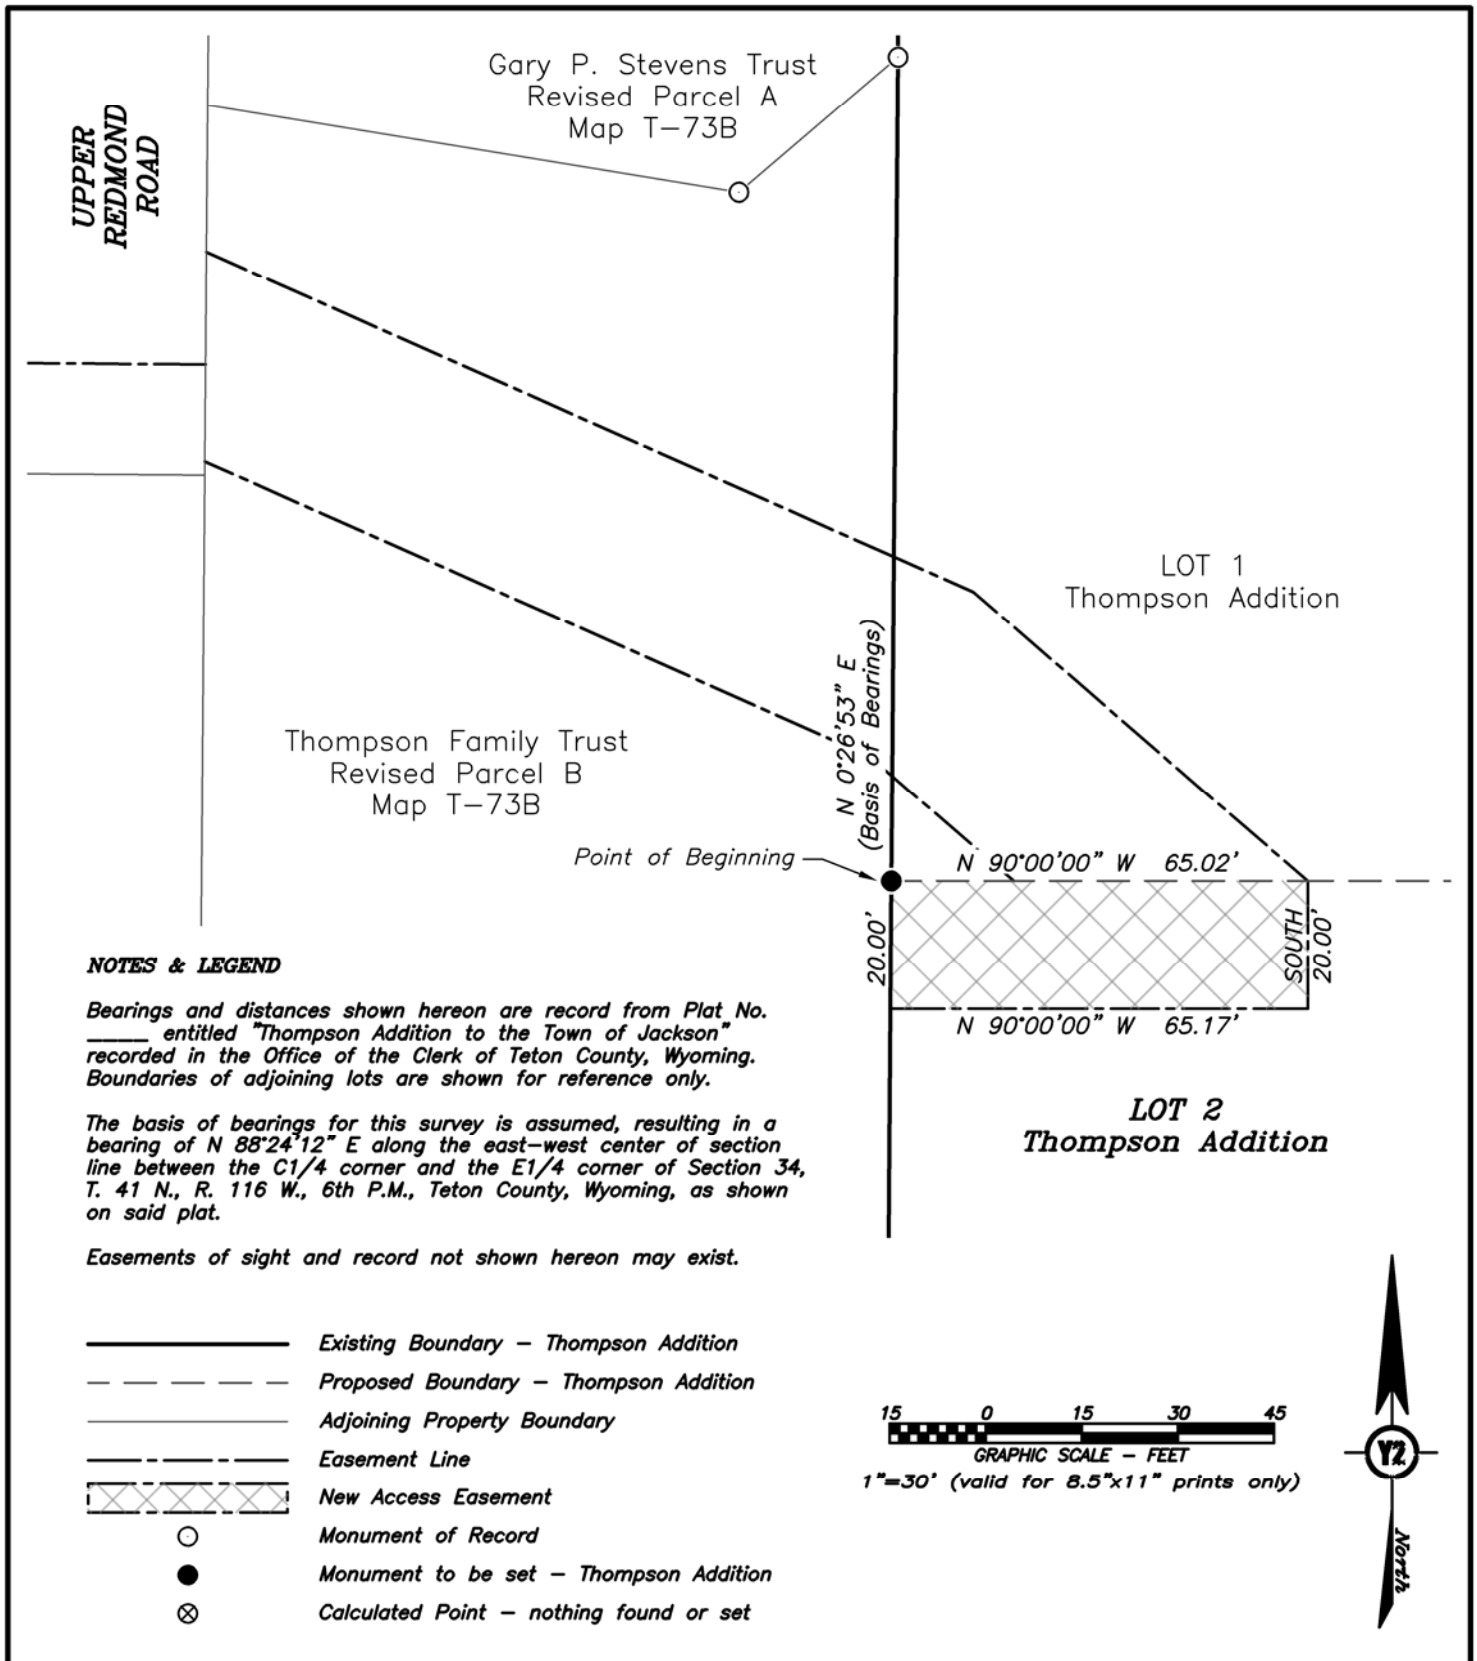 Gary P. Stevens Trust
Revised Parcel A
Map T-73B
UPPER
REDMOND
ROAD
LOT 1
Thompson Addition
N 0°26'53" E
(Basis of Bearings)
Thompson Family Trust
Revised Parcel B
Map T-73B
Point of Beginning
N 90°00'00" W 65.02'
20.00'
SOUTH
20.00'
N 90°00'00" W 65.17'
LOT 2
Thompson Addition
NOTES & LEGEND
Bearings and distances shown hereon are record from Plat No.
____ entitled "Thompson Addition to the Town of Jackson"
recorded in the Office of the Clerk of Teton County, Wyoming.
Boundaries of adjoining lots are shown for reference only.
The basis of bearings for this survey is assumed, resulting in a
bearing of N 88°24'12" E along the east-west center of section
line between the C1/4 corner and the E1/4 corner of Section 34,
T. 41 N., R. 116 W., 6th P.M., Teton County, Wyoming, as shown
on said plat.
Easements of sight and record not shown hereon may exist.
Existing Boundary - Thompson Addition
Proposed Boundary - Thompson Addition
Adjoining Property Boundary
Easement Line
New Access Easement
Monument of Record
Monument to be set - Thompson Addition
Calculated Point - nothing found or set
15 0 15 30 45
GRAPHIC SCALE - FEET
1"=30' (valid for 8.5"x11" prints only)
Y2
North